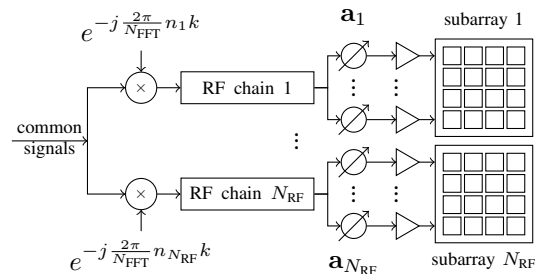 e^{-j \frac{2\pi}{N_{FFT}} n_1 k}
a_1
subarray 1
×
RF chain 1
common
signals
×
RF chain N_{RF}
e^{-j \frac{2\pi}{N_{FFT}} n_{N_{RF}} k}
a_{N_{RF}}
subarray N_{RF}